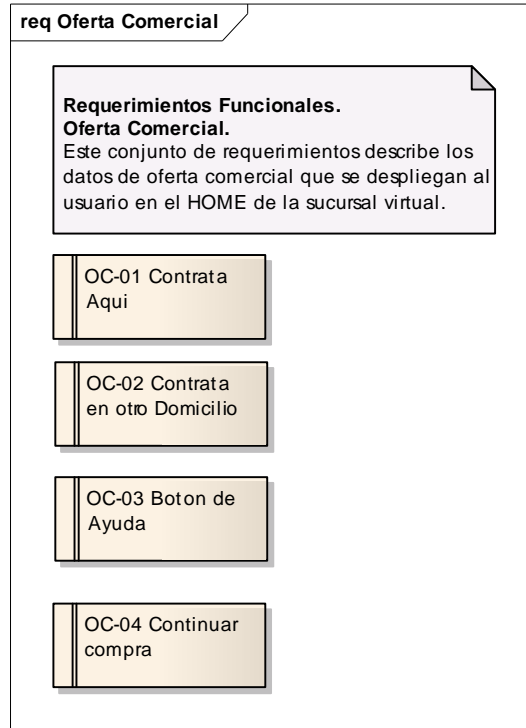 req Oferta Comercial
Requerimientos Funcionales.
Oferta Comercial.
Este conjunto de requerimientos describe los
datos de oferta comercial que se despliegan al
usuario en el HOME de la sucursal virtual.
OC-01 Contrata
Aqui
OC-02 Contrata
en otro Domicilio
OC-03 Boton de
Ayuda
OC-04 Continuar
compra